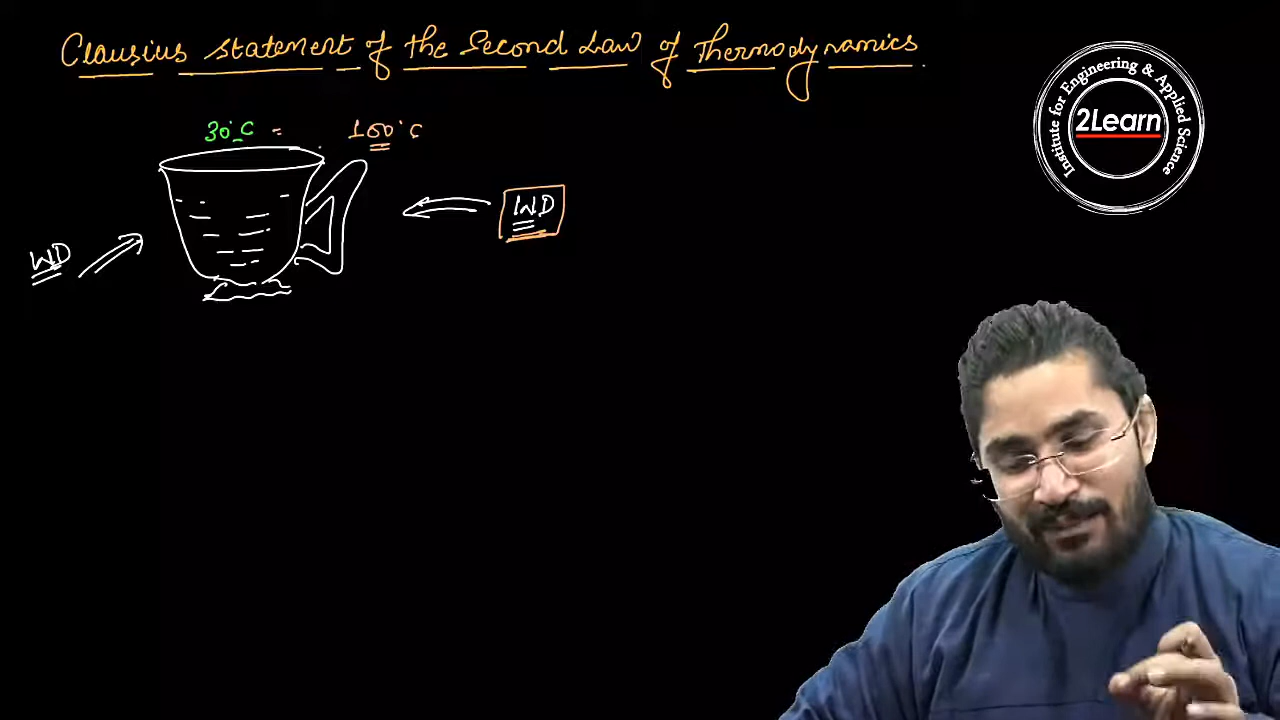 Clausius statement of the Second Law of Thermodynamics.
30°C = 100°C
WD
WD
Institute for Engineering & Applied Science
2Learn